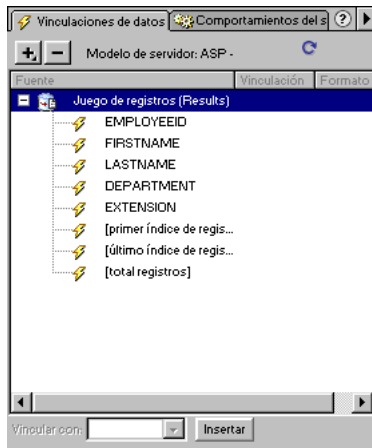 Vinculaciones de datos Comportamientos del s ?
+ - Modelo de servidor: ASP -
Fuente Vinculación Formato
Juego de registros (Results)
EMPLOYEEID
FIRSTNAME
LASTNAME
DEPARTMENT
EXTENSION
[primer índice de regis...
[último índice de regis...
[total registros]
Vincular con: Insertar